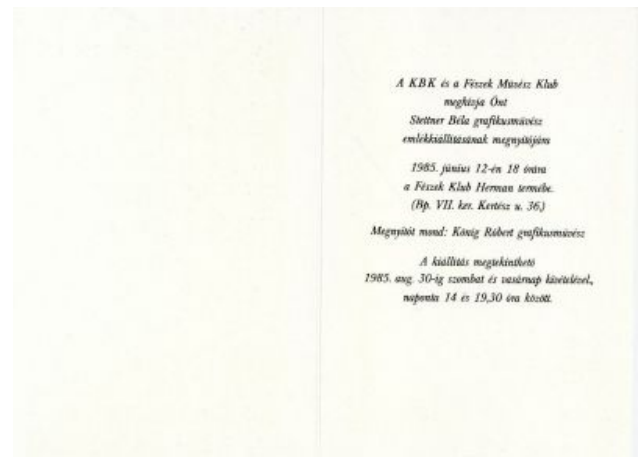 A KBK és a Fészek Művész Klub
meghívja Önt
Stettner Béla grafikusművész
emlékkiállításának megnyitójára
1985. június 12-én 18 órára
a Fészek Klub Herman termébe.
(Bp. VII. ker. Kertész u. 36.)
Megnyitót mond: König Róbert grafikusművész
A kiállítás megtekinthető
1985. aug. 30-ig szombat és vasárnap kivételével,
naponta 14 és 19,30 óra között.